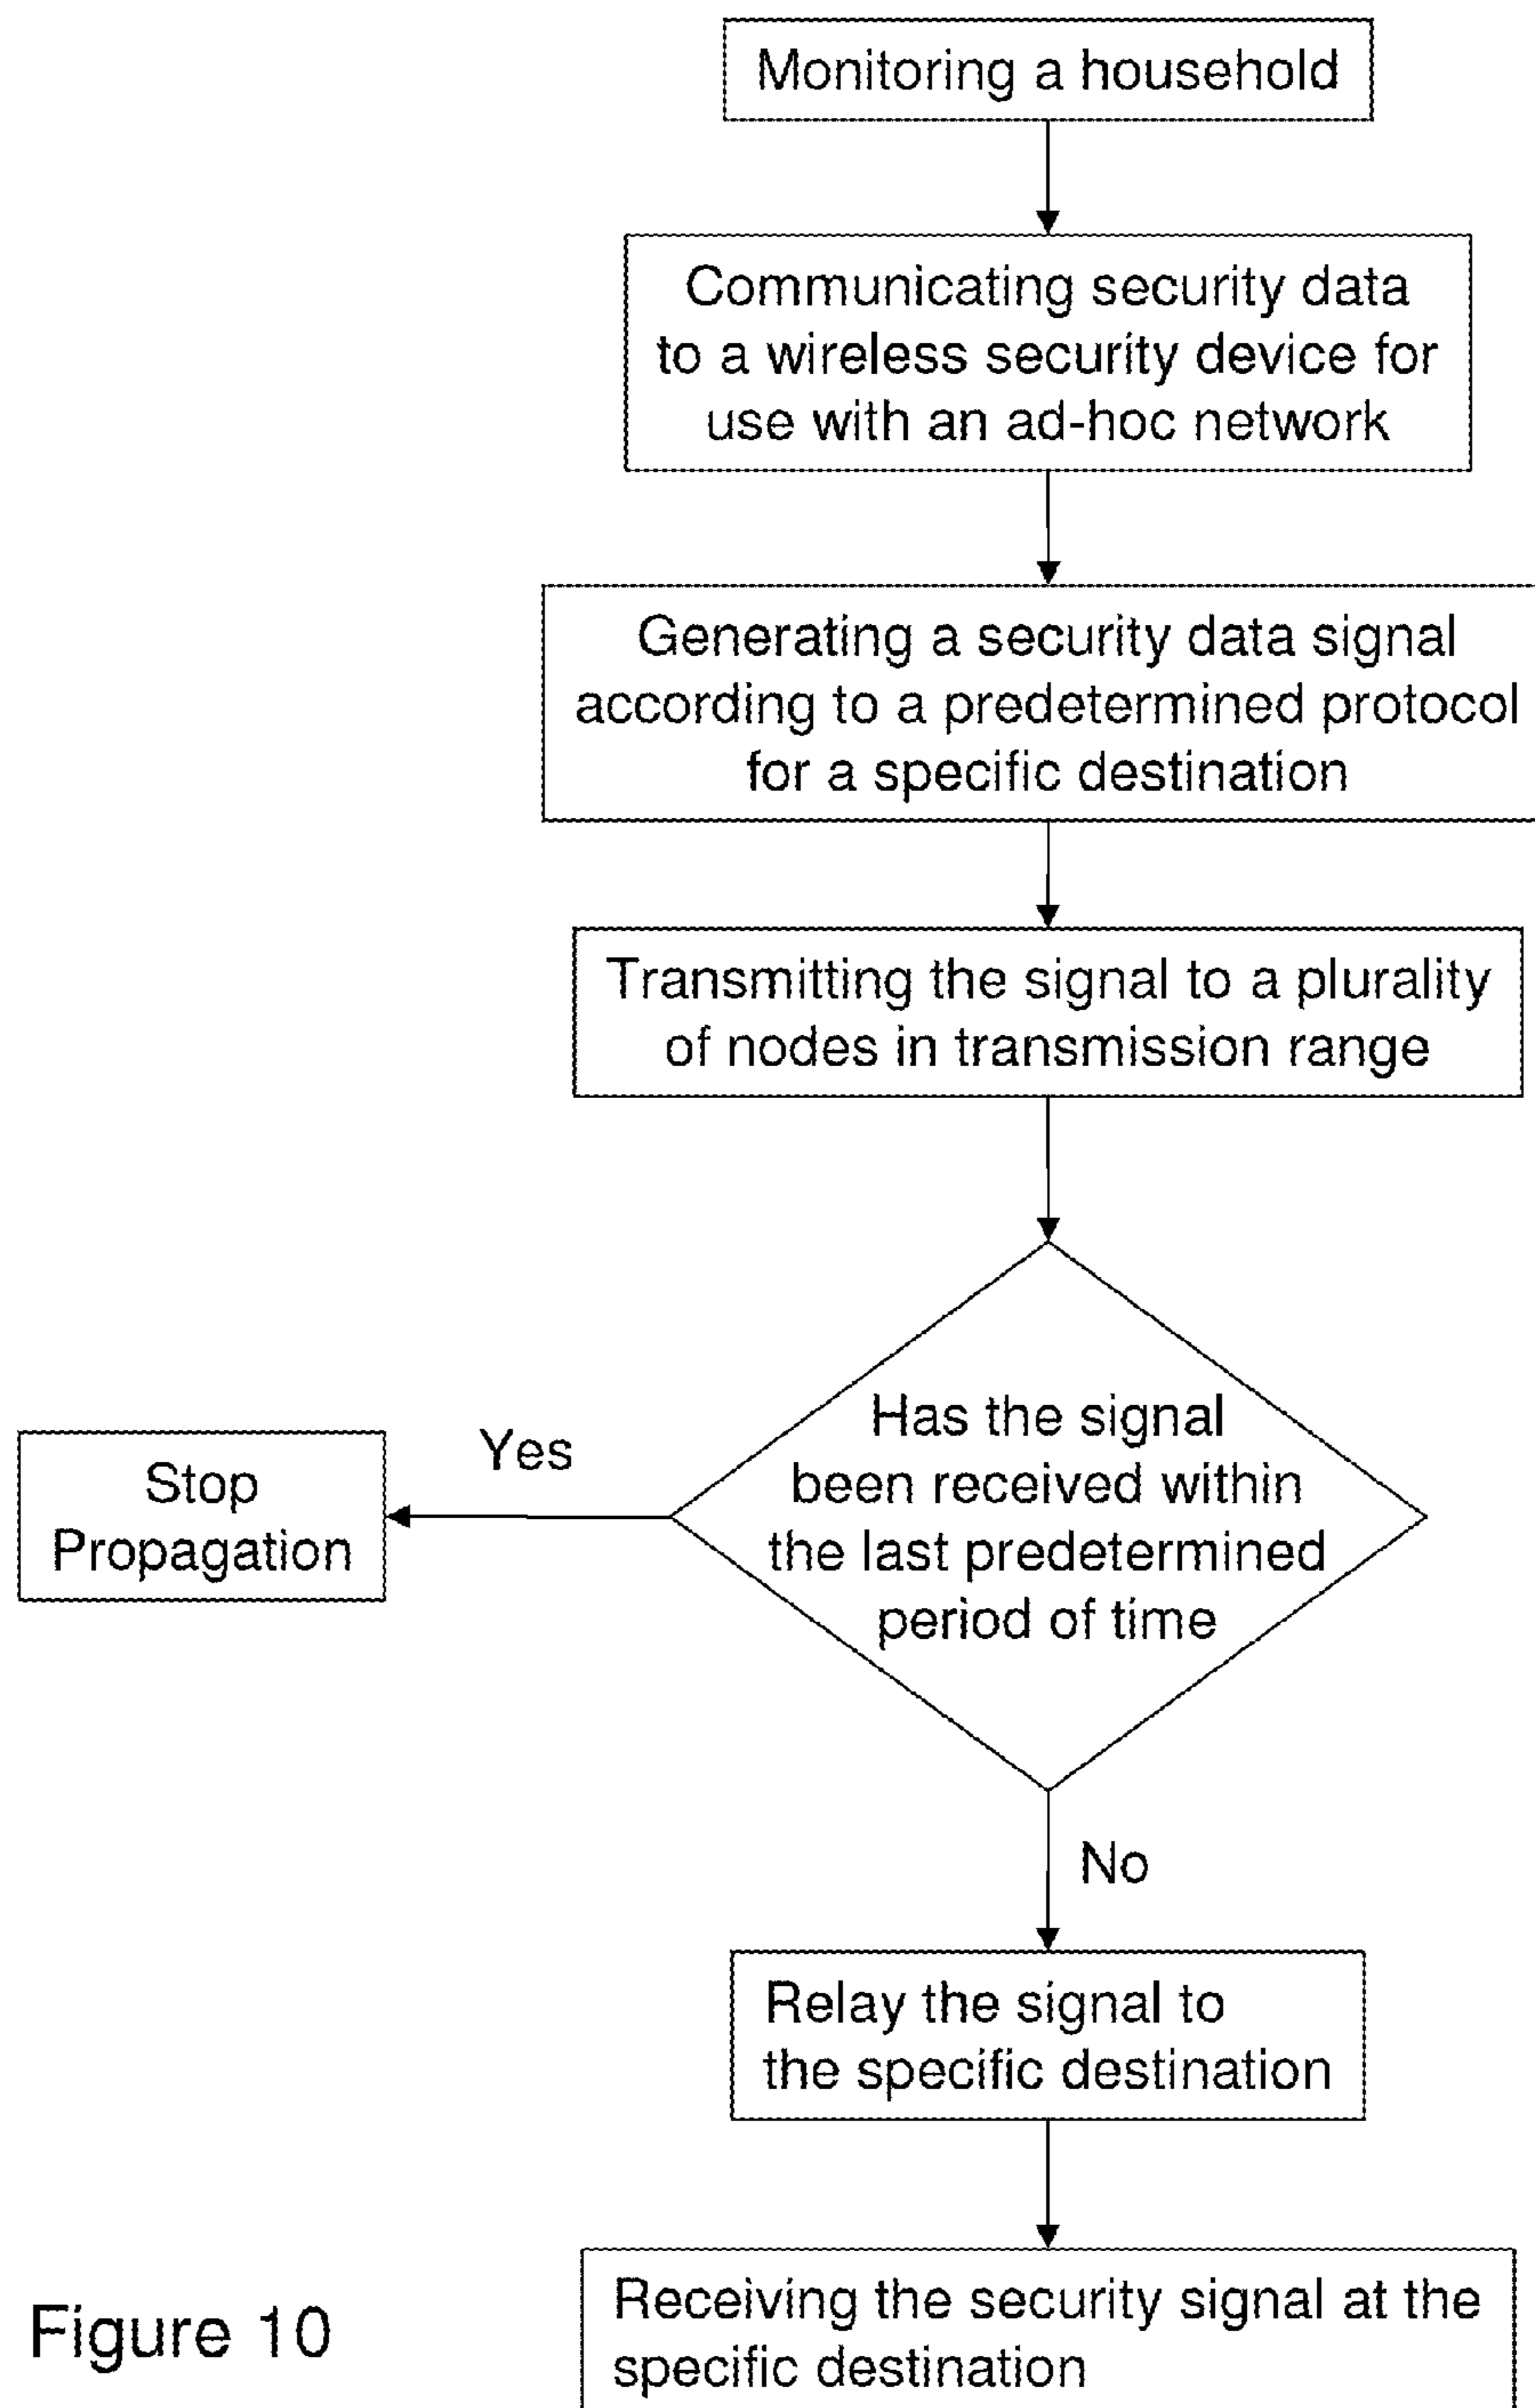 Monitoring a household
Communicating security data
to a wireless security device for
use with an ad-hoc network
Generating a security data signal
according to a predetermined protocol
for a specific destination
Transmitting the signal to a plurality
of nodes in transmission range
Has the signal
been received within
the last predetermined
period of time
Yes
Stop
Propagation
No
Relay the signal to
the specific destination
Receiving the security signal at the
specific destination
Figure 10